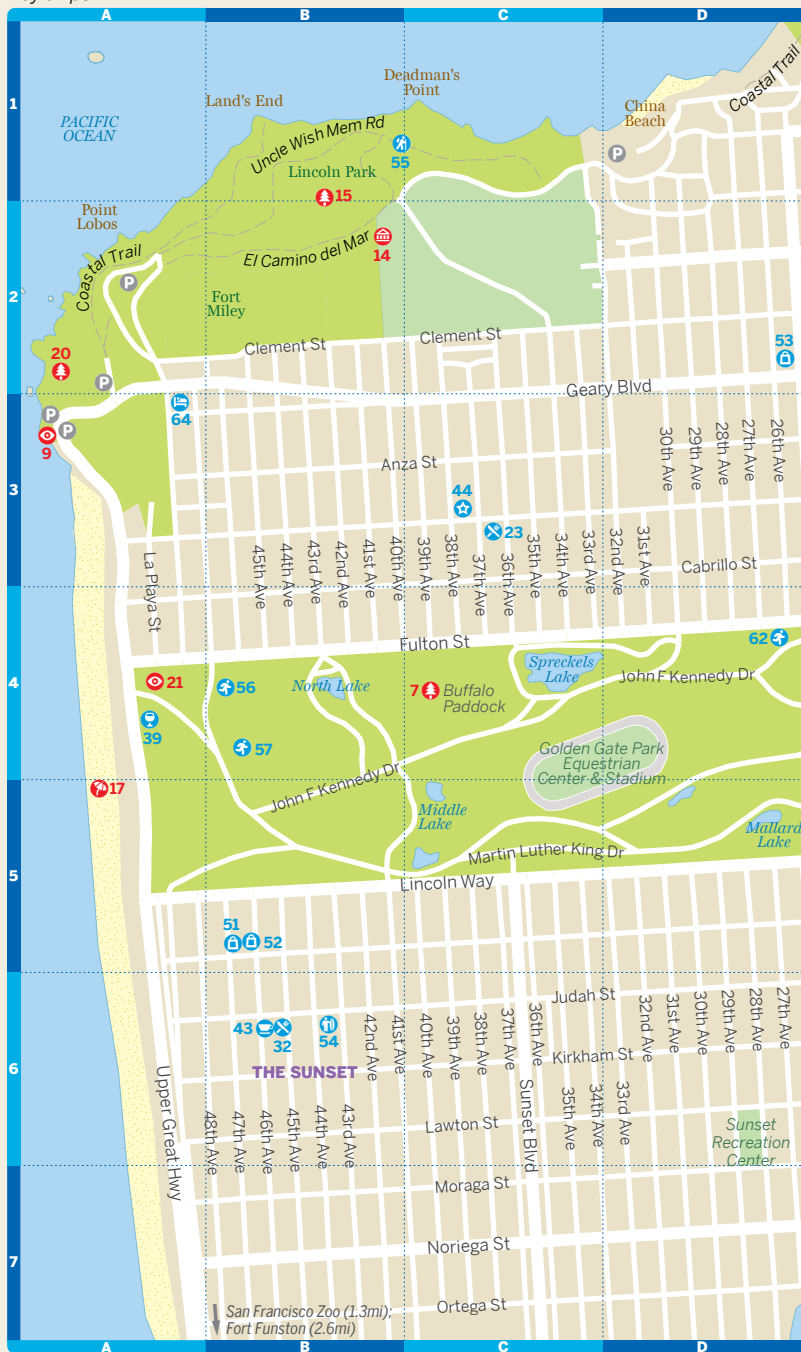 A
B
C
D
1
Deadman's
Point
Land's End
Coastal Trail
China
Beach
PACIFIC
OCEAN
Uncle Wish Mem Rd
P
55
Lincoln Park
15
Point
Lobos
Coastal Trail
El Camino del Mar
14
P
2
Fort
Miley
Clement St
Clement St
53
20
P
Geary Blvd
64
P
P
9
30th Ave
29th Ave
28th Ave
27th Ave
26th Ave
Anza St
3
44
23
La Playa St
45th Ave
44th Ave
43rd Ave
42nd Ave
41st Ave
40th Ave
39th Ave
38th Ave
37th Ave
36th Ave
35th Ave
34th Ave
33rd Ave
32nd Ave
31st Ave
Cabrillo St
Fulton St
62
Spreckels
Lake
John F Kennedy Dr
4
21
56
North Lake
7
Buffalo
Paddock
39
57
Golden Gate Park
Equestrian
Center & Stadium
John F Kennedy Dr
17
Middle
Lake
Mallard
Lake
Martin Luther King Dr
5
Lincoln Way
51
52
Judah St
43
32
54
42nd Ave
41st Ave
40th Ave
39th Ave
38th Ave
37th Ave
36th Ave
32nd Ave
31st Ave
30th Ave
29th Ave
28th Ave
27th Ave
Kirkham St
6
THE SUNSET
Upper Great Hwy
48th Ave
47th Ave
46th Ave
45th Ave
44th Ave
43rd Ave
Sunset Blvd
35th Ave
34th Ave
33rd Ave
Lawton St
Sunset
Recreation
Center
Moraga St
Noriega St
7
Ortega St
San Francisco Zoo (1.3mi);
Fort Funston (2.6mi)
A
B
C
D